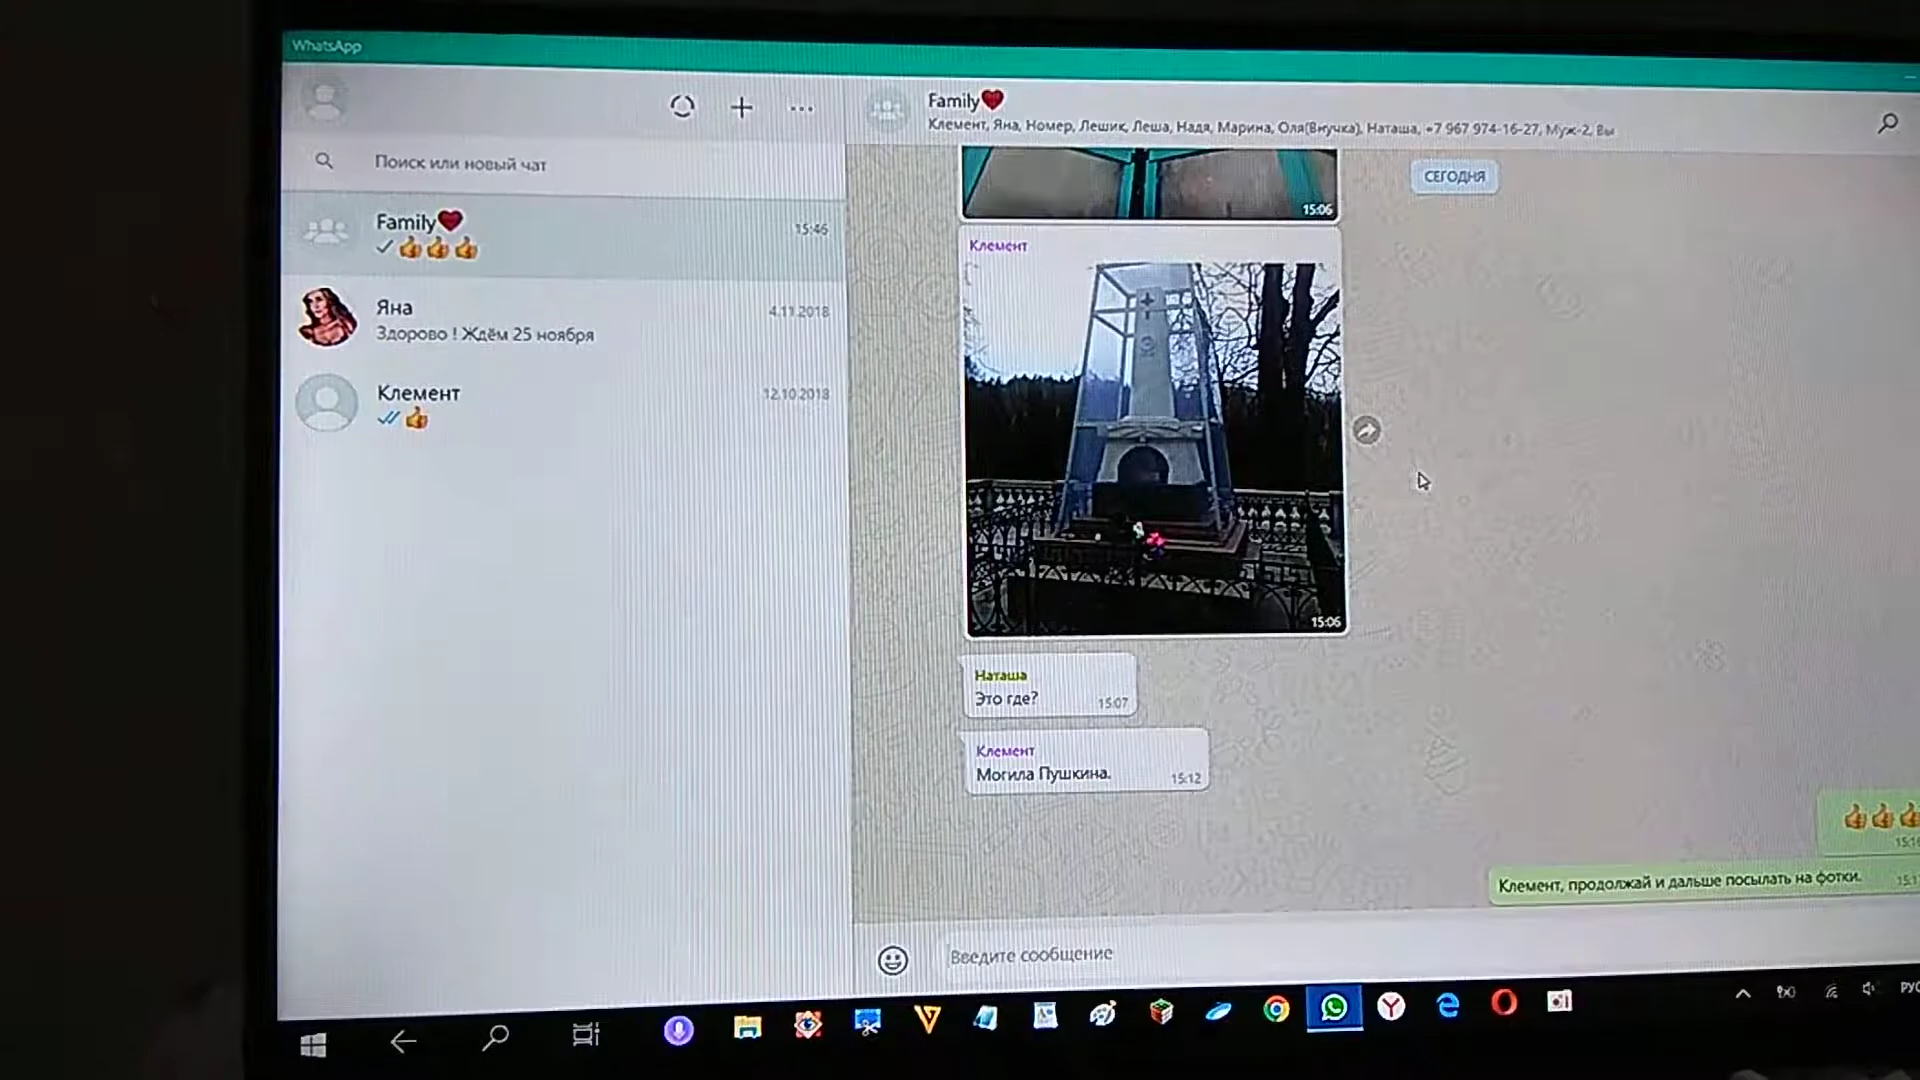 WhatsApp
Поиск или новый чат
Family
15:46
Яна
4.11.2018
Здорово ! Ждём 25 ноября
Клемент
12.10.2018
Family
Клемент, Яна, Номер, Лешик, Леша, Надя, Марина, Оля(Внучка), Наташа, +7 967 974-16-27, Муж-2, Вы
СЕГОДНЯ
15:06
Клемент
15:06
Наташа
Это где?
15:07
Клемент
Могила Пушкина.
15:12
Клемент, продолжай и дальше посылать на фотки.
Введите сообщение